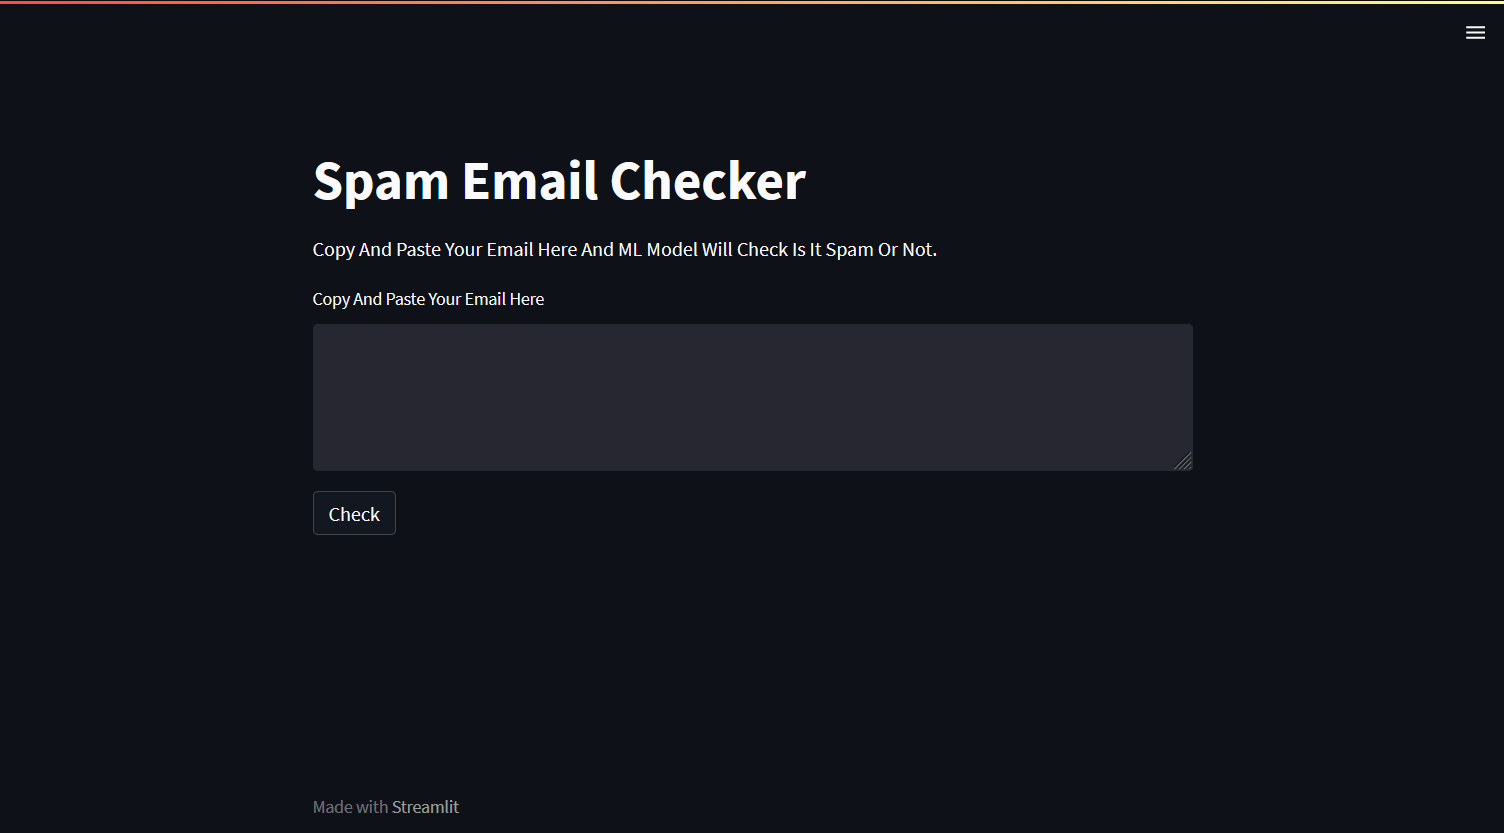 Spam Email Checker
Copy And Paste Your Email Here And ML Model Will Check Is It Spam Or Not.
Copy And Paste Your Email Here
Check
Made with Streamlit